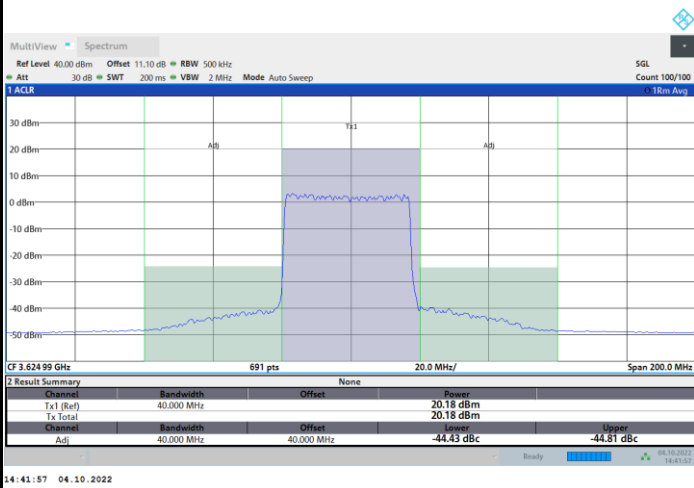 MultiView Spectrum
Ref Level 40.00 dBm Offset 11.10 dB RBW 500 kHz SGL
Att 30 dB SWT 200 ms VBW 2 MHz Mode Auto Sweep Count 100/100
1 ACLR 1Rm Avg
30 dBm
Tx1
20 dBm Adj Adj
10 dBm
0 dBm
-10 dBm
-20 dBm
-30 dBm
-40 dBm
-50 dBm
CF 3.624 99 GHz 691 pts 20.0 MHz/ Span 200.0 MHz
2 Result Summary None
Channel Bandwidth Offset Power
Tx1 (Ref) 40.000 MHz 20.18 dBm
Tx Total 20.18 dBm
Channel Bandwidth Offset Lower Upper
Adj 40.000 MHz 40.000 MHz -44.43 dBc -44.81 dBc
Ready 04.10.2022
14:41:57
14:41:57 04.10.2022